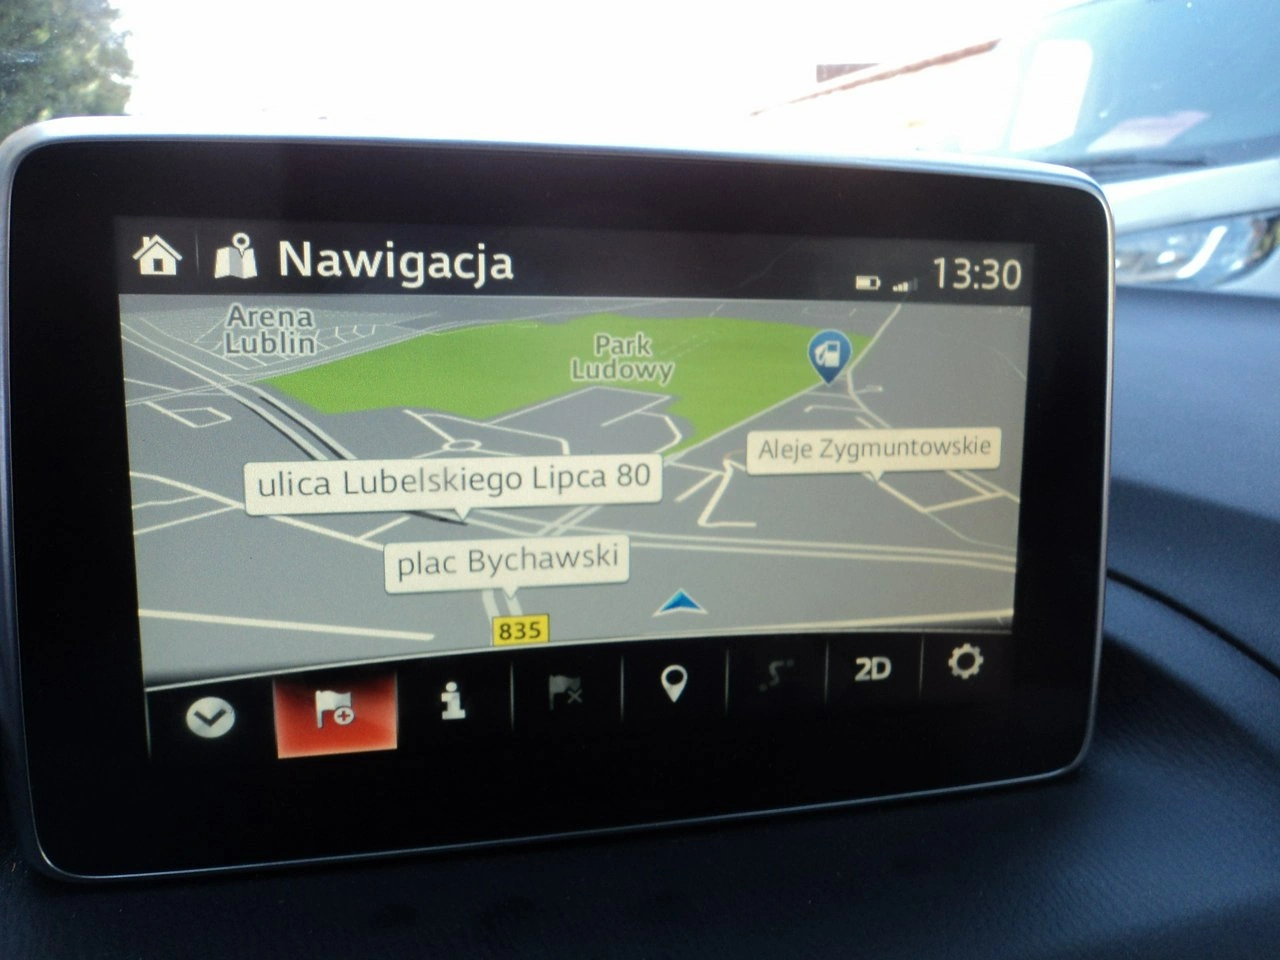 Nawigacja
13:30
Arena
Lublin
Park
Ludowy
Aleje Zygmuntowskie
ulica Lubelskiego Lipca 80
plac Bychawski
835
2D